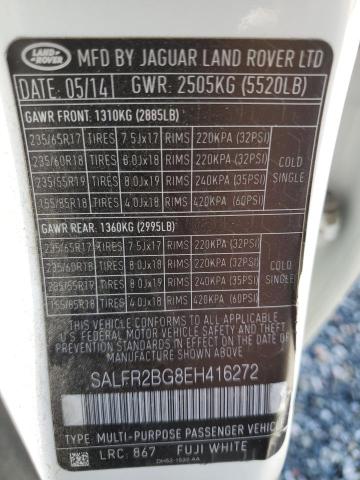 LAND-ROVER
MFD BY JAGUAR LAND ROVER LTD
DATE: 05/14 GWR: 2505KG (5520LB)
GAWR FRONT: 1310KG (2885LB)
235/65R17 TIRES 7.5Jx17 RIMS 220KPA (32PSI)
235/60R18 TIRES 8.0Jx18 RIMS 220KPA (32PSI) COLD
235/55R19 TIRES 8.0Jx19 RIMS 240KPA (35PSI) SINGLE
155/85R18 TIRES 4.0Jx18 RIMS 420KPA (60PSI)
GAWR REAR: 1360KG (2995LB)
235/65R17 TIRES 7.5Jx17 RIMS 220KPA (32PSI)
235/60R18 TIRES 8.0Jx18 RIMS 220KPA (32PSI) COLD
235/55R19 TIRES 8.0Jx19 RIMS 240KPA (35PSI) SINGLE
155/85R18 TIRES 4.0Jx18 RIMS 420KPA (60PSI)
THIS VEHICLE CONFORMS TO ALL APPLICABLE
U.S. FEDERAL MOTOR VEHICLE SAFETY, BUMPER,
AND THEFT PREVENTION STANDARDS IN EFFECT
ON THE DATE OF MANUFACTURE SHOWN ABOVE
SALFR2BG8EH416272
TYPE: MULTI-PURPOSE PASSENGER VEHICLE
LRC: 867 FUJI WHITE